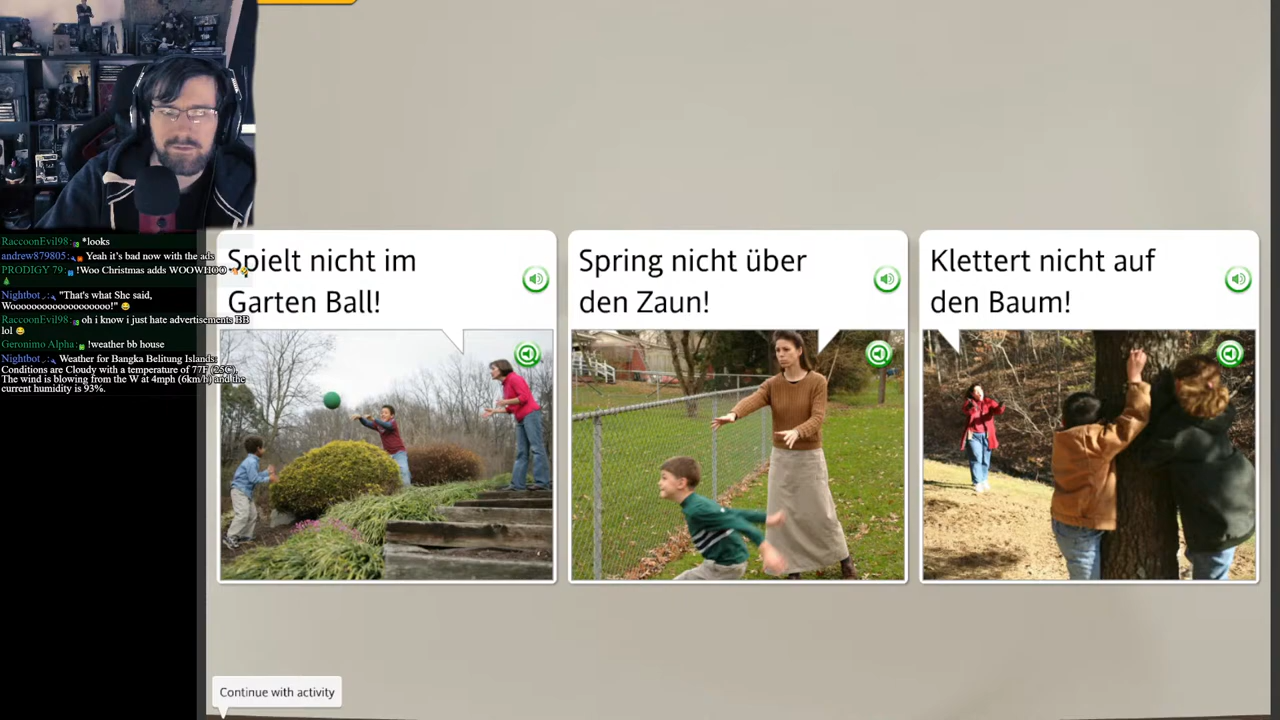 RaccoonEvil98: *looks
andrew879805: Yeah it's bad now with the ads
PRODIGY 79: !Woo Christmas adds WOOWHOO
Nightbot : "That's what She said,
Wooooooooooooooooooo!"
RaccoonEvil98: oh i know i just hate advertisements BB
lol
Geronimo Alpha: !weather bb house
Nightbot : Weather for Bangka Belitung Islands:
Conditions are Cloudy with a temperature of 77F (25C).
The wind is blowing from the W at 4mph (6km/h) and the
current humidity is 93%.
Spielt nicht im
Garten Ball!
Spring nicht über
den Zaun!
Klettert nicht auf
den Baum!
Continue with activity